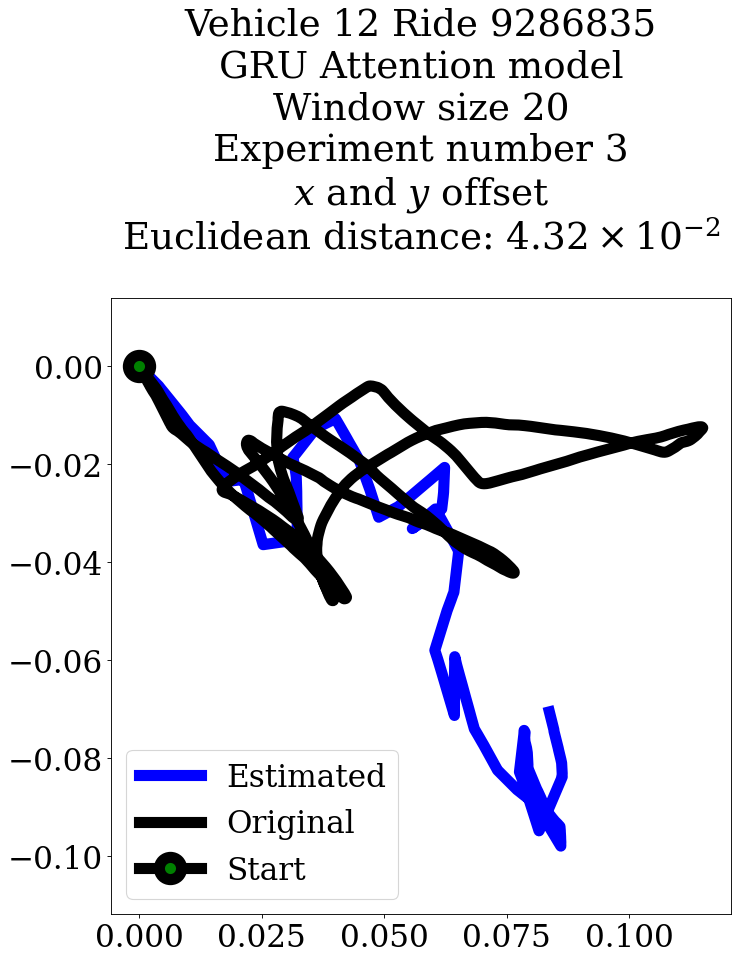 Vehicle 12 Ride 9286835
GRU Attention model
Window size 20
Experiment number 3
x and y offset
Euclidean distance: 4.32 × 10⁻²
0.00
−0.02
−0.04
−0.06
−0.08
−0.10
Estimated
Original
Start
0.000 0.025 0.050 0.075 0.100